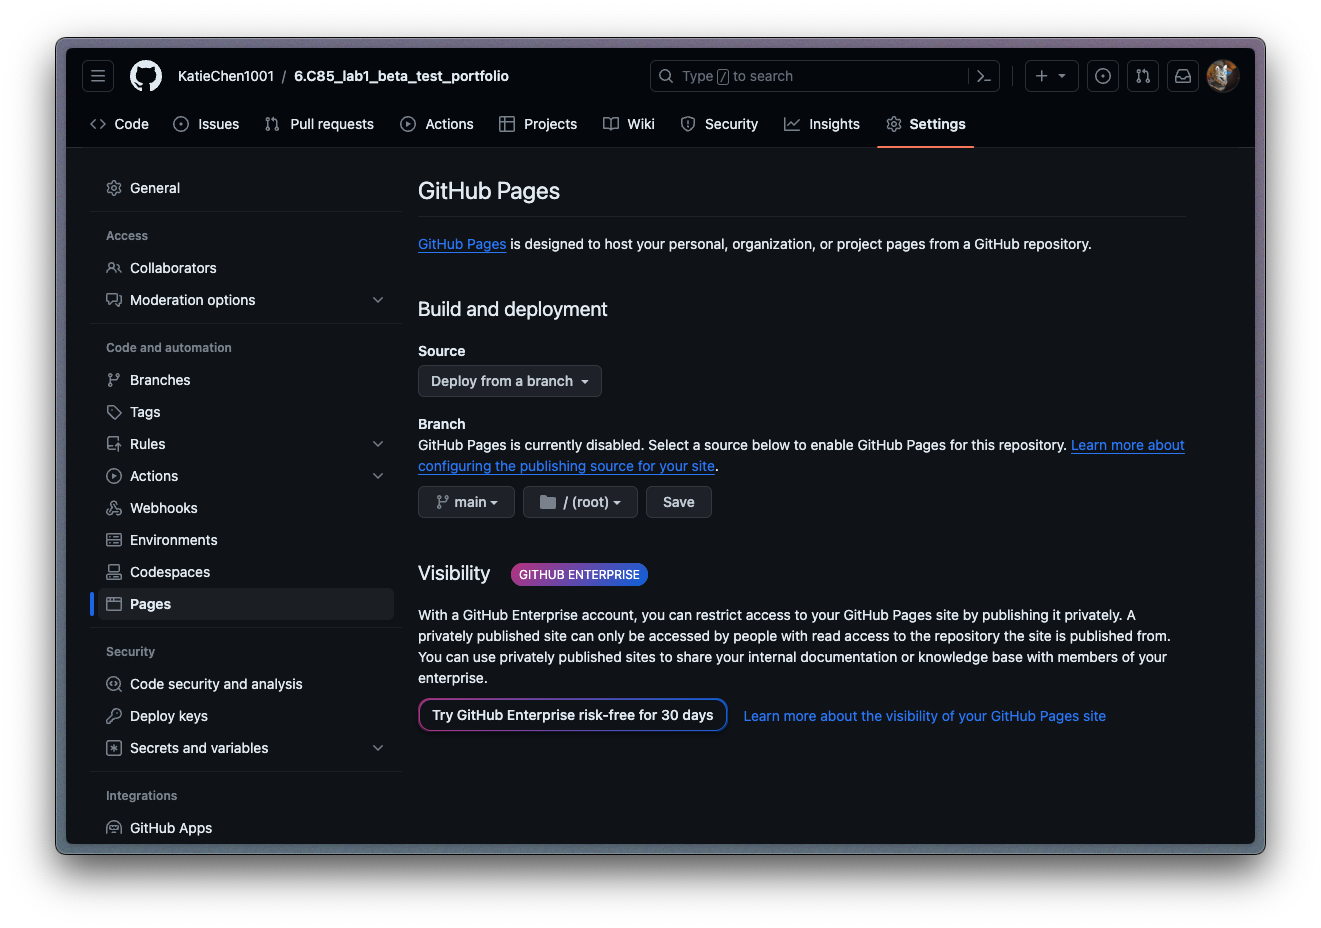 KatieChen1001 / 6.C85_lab1_beta_test_portfolio
Type / to search
Code Issues Pull requests Actions Projects Wiki Security Insights Settings
General
Access
Collaborators
Moderation options
Code and automation
Branches
Tags
Rules
Actions
Webhooks
Environments
Codespaces
Pages
Security
Code security and analysis
Deploy keys
Secrets and variables
Integrations
GitHub Apps
GitHub Pages
GitHub Pages is designed to host your personal, organization, or project pages from a GitHub repository.
Build and deployment
Source
Deploy from a branch
Branch
GitHub Pages is currently disabled. Select a source below to enable GitHub Pages for this repository. Learn more about
configuring the publishing source for your site.
main / (root) Save
Visibility GITHUB ENTERPRISE
With a GitHub Enterprise account, you can restrict access to your GitHub Pages site by publishing it privately. A
privately published site can only be accessed by people with read access to the repository the site is published from.
You can use privately published sites to share your internal documentation or knowledge base with members of your
enterprise.
Try GitHub Enterprise risk-free for 30 days Learn more about the visibility of your GitHub Pages site